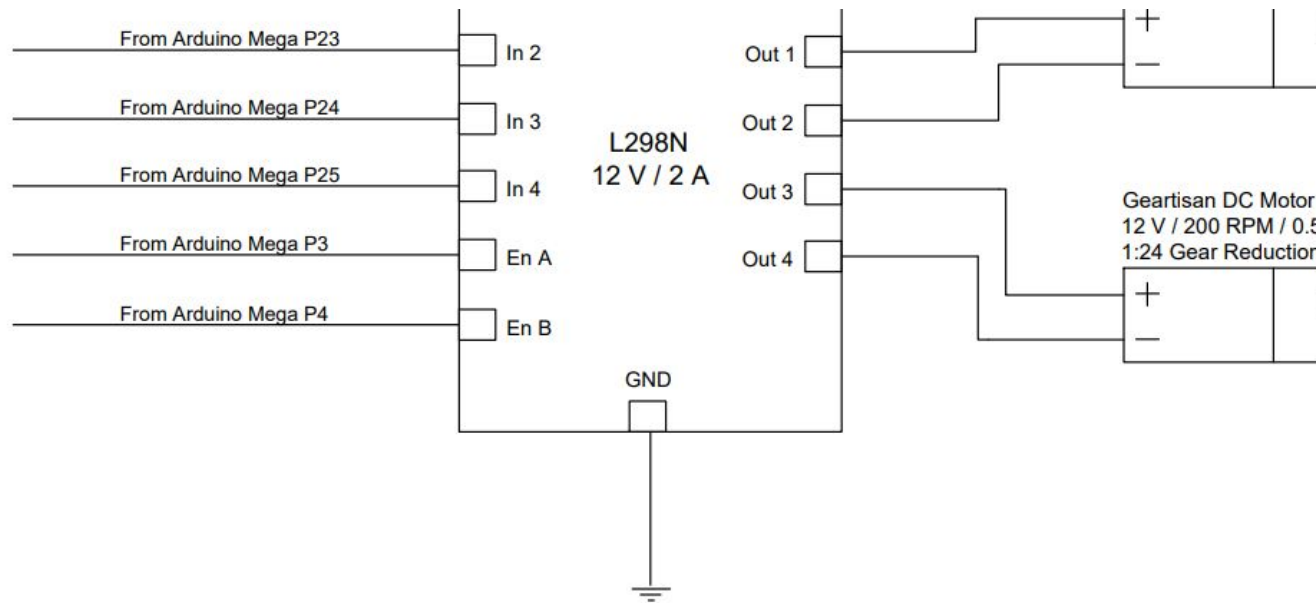 From Arduino Mega P23
In 2
Out 1
+
−
From Arduino Mega P24
In 3
Out 2
L298N
12 V / 2 A
From Arduino Mega P25
In 4
Out 3
Geartisan DC Motor
12 V / 200 RPM / 0.5
1:24 Gear Reduction
From Arduino Mega P3
En A
Out 4
+
−
From Arduino Mega P4
En B
GND